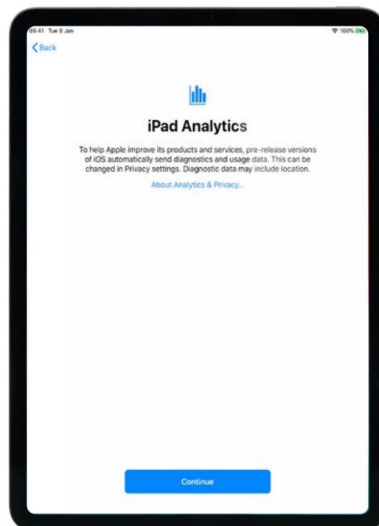 09:41 Tue 9 Jan
100%
Back
iPad Analytics
To help Apple improve its products and services, pre-release versions
of iOS automatically send diagnostics and usage data. This can be
changed in Privacy settings. Diagnostic data may include location.
About Analytics & Privacy...
Continue